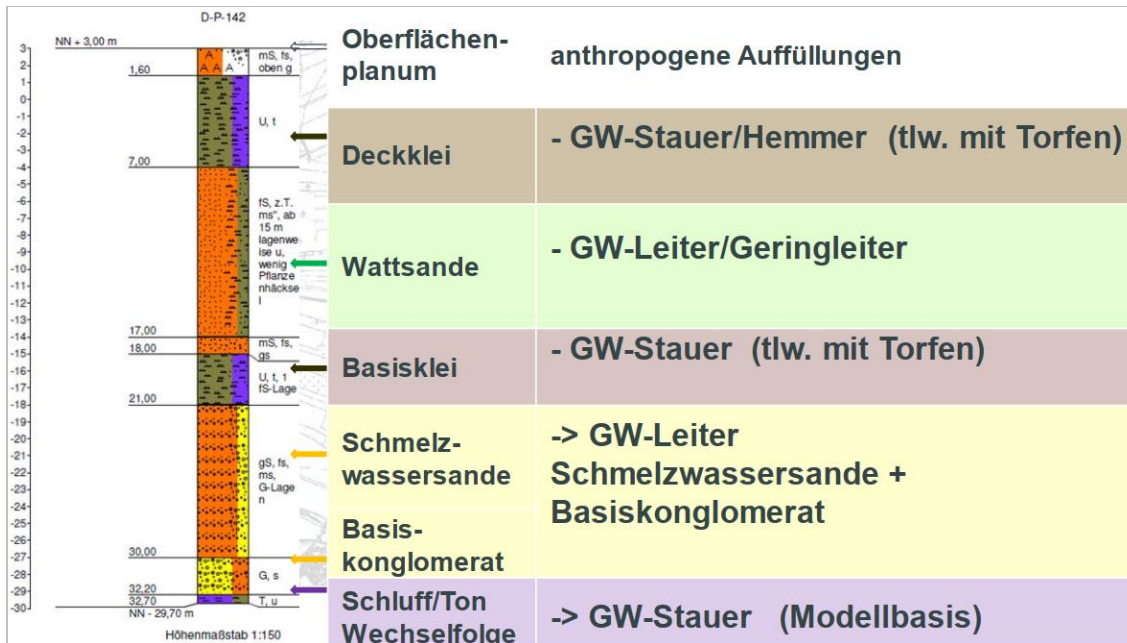 D-P-142
NN + 3,00 m
3
2
1
0
-1
-2
-3
-4
-5
-6
-7
-8
-9
-10
-11
-12
-13
-14
-15
-16
-17
-18
-19
-20
-21
-22
-23
-24
-25
-26
-27
-28
-29
-30
1,60
7,00
17,00
18,00
21,00
30,00
32,20
32,70
NN - 29,70 m
Höhenmaßstab 1:150
A
A A A
mS, fs,
oben g
U, t
fS, z.T.
ms", ab
15 m
lagenwe
ise u,
wenig
Pflanze
nhäckse
l
mS, fs,
gs
U, t, 1
fS-Lage
gS, fs,
ms,
G-Lage
n
G, s
T, u
Oberflächen-
planum
anthropogene Auffüllungen
Deckklei
- GW-Stauer/Hemmer (tlw. mit Torfen)
Wattsande
- GW-Leiter/Geringleiter
Basisklei
- GW-Stauer (tlw. mit Torfen)
Schmelz-
wassersande
-> GW-Leiter
Schmelzwassersande +
Basiskonglomerat
Basis-
konglomerat
Schluff/Ton
Wechselfolge
-> GW-Stauer (Modellbasis)